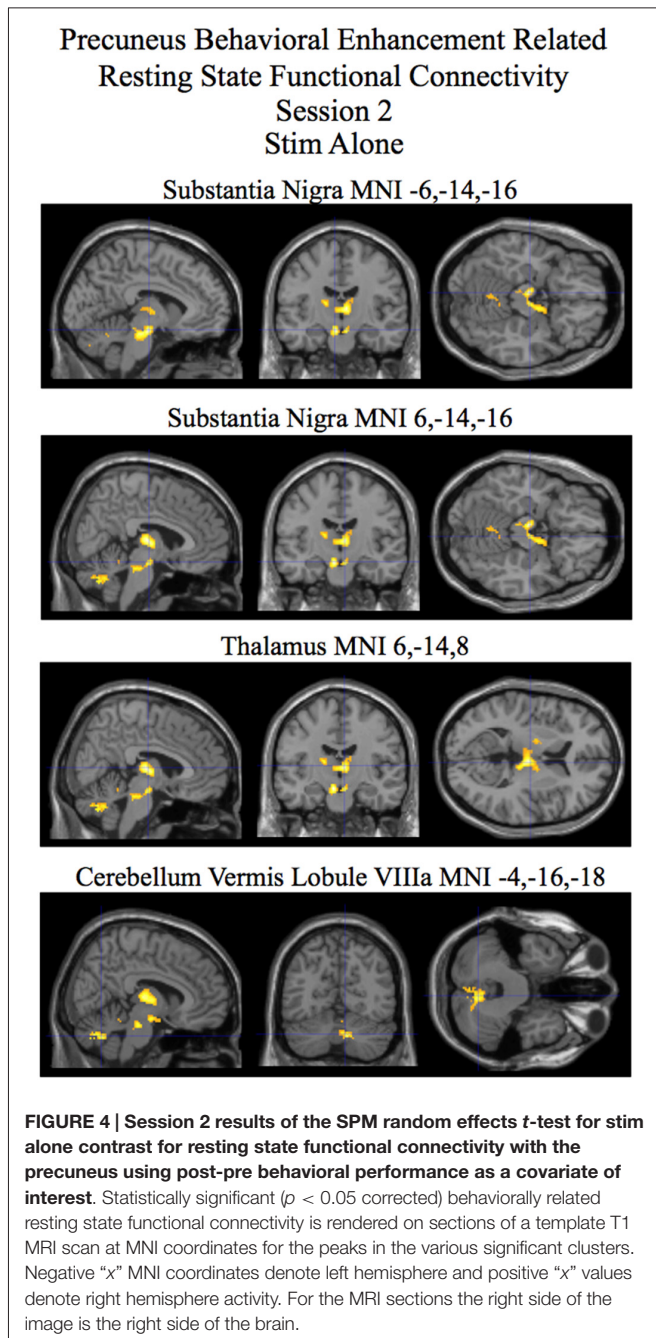 Precuneus Behavioral Enhancement Related
Resting State Functional Connectivity
Session 2
Stim Alone
Substantia Nigra MNI -6,-14,-16
Substantia Nigra MNI 6,-14,-16
Thalamus MNI 6,-14,8
Cerebellum Vermis Lobule VIIIa MNI -4,-16,-18
FIGURE 4 | Session 2 results of the SPM random effects t-test for stim
alone contrast for resting state functional connectivity with the
precuneus using post-pre behavioral performance as a covariate of
interest. Statistically significant (p < 0.05 corrected) behaviorally related
resting state functional connectivity is rendered on sections of a template T1
MRI scan at MNI coordinates for the peaks in the various significant clusters.
Negative “x” MNI coordinates denote left hemisphere and positive “x” values
denote right hemisphere activity. For the MRI sections the right side of the
image is the right side of the brain.